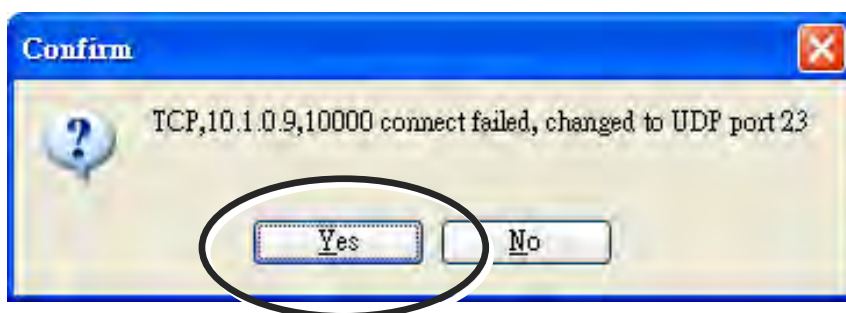 Confirm
TCP,10.1.0.9,10000 connect failed, changed to UDP port 23
Yes No